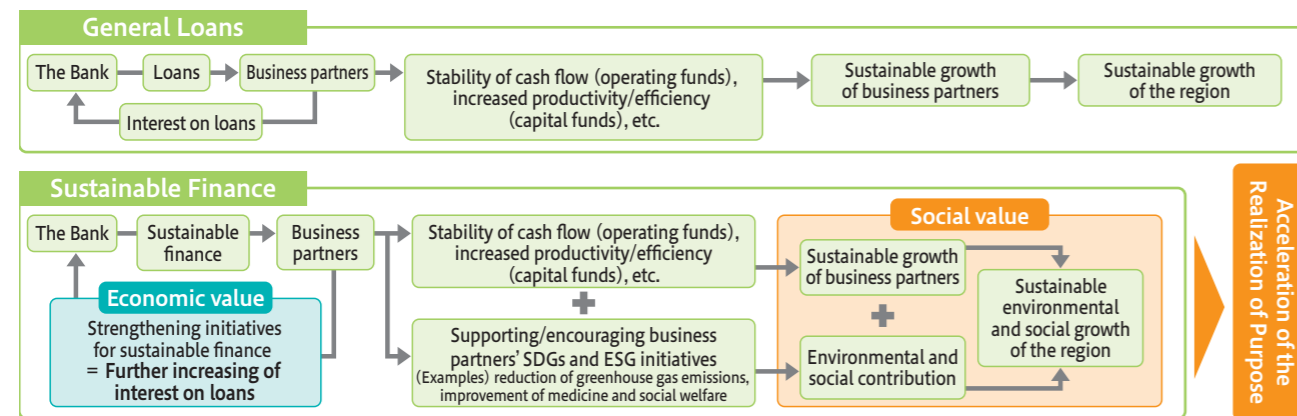 General Loans
The Bank
Loans
Business partners
Interest on loans
Stability of cash flow (operating funds),
increased productivity/efficiency
(capital funds), etc.
Sustainable growth
of business partners
Sustainable growth
of the region
Sustainable Finance
The Bank
Sustainable
finance
Business
partners
Economic value
Strengthening initiatives
for sustainable finance
= Further increasing of
interest on loans
Stability of cash flow (operating funds),
increased productivity/efficiency
(capital funds), etc.
Supporting/encouraging business
partners' SDGs and ESG initiatives
(Examples) reduction of greenhouse gas emissions,
improvement of medicine and social welfare
Social value
Sustainable growth
of business partners
Environmental and
social contribution
Sustainable
environmental
and social growth
of the region
Acceleration of the
Realization of Purpose